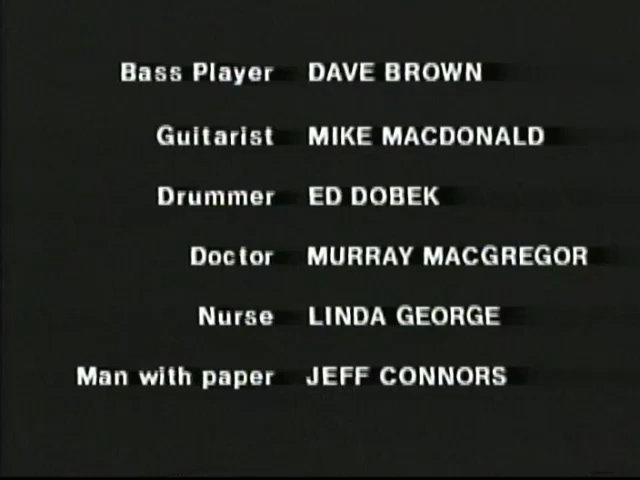 Bass Player DAVE BROWN
Guitarist MIKE MACDONALD
Drummer ED DOBEK
Doctor MURRAY MACGREGOR
Nurse LINDA GEORGE
Man with paper JEFF CONNORS